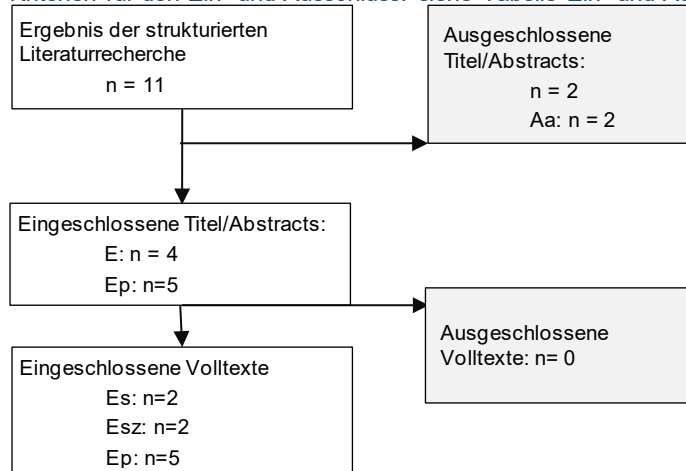 Ergebnis der strukturierten
Literaturrecherche
n = 11
Ausgeschlossene
Titel/Abstracts:
n = 2
Aa: n = 2
Eingeschlossene Titel/Abstracts:
E: n = 4
Ep: n=5
Ausgeschlossene
Volltexte: n= 0
Eingeschlossene Volltexte
Es: n=2
Esz: n=2
Ep: n=5